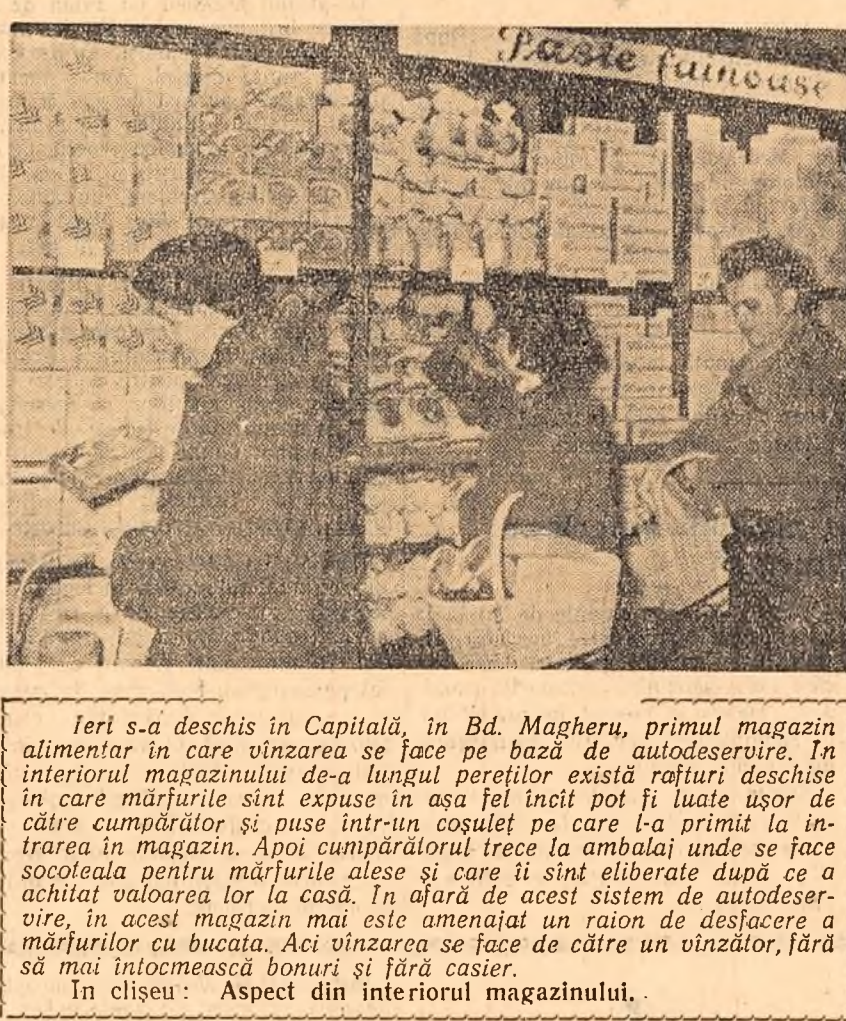 Paste făinoase
Ieri s-a deschis în Capitală, în Bd. Magheru, primul magazin
alimentar în care vînzarea se face pe bază de autodeservire. In
interiorul magazinului de-a lungul pereților există rafturi deschise
în care mărfurile sînt expuse în așa fel încît pot fi luate ușor de
către cumpărător și puse într-un coșuleț pe care l-a primit la in-
trarea în magazin. Apoi cumpărătorul trece la ambalaj unde se face
socoteala pentru mărfurile alese și care îi sînt eliberate după ce a
achitat valoarea lor la casă. In afară de acest sistem de autodeser-
vire, în acest magazin mai este amenajat un raion de desfacere a
mărfurilor cu bucata. Aci vînzarea se face de către un vînzător, fără
să mai întocmească bonuri și fără casier.
In clișeu: Aspect din interiorul magazinului.